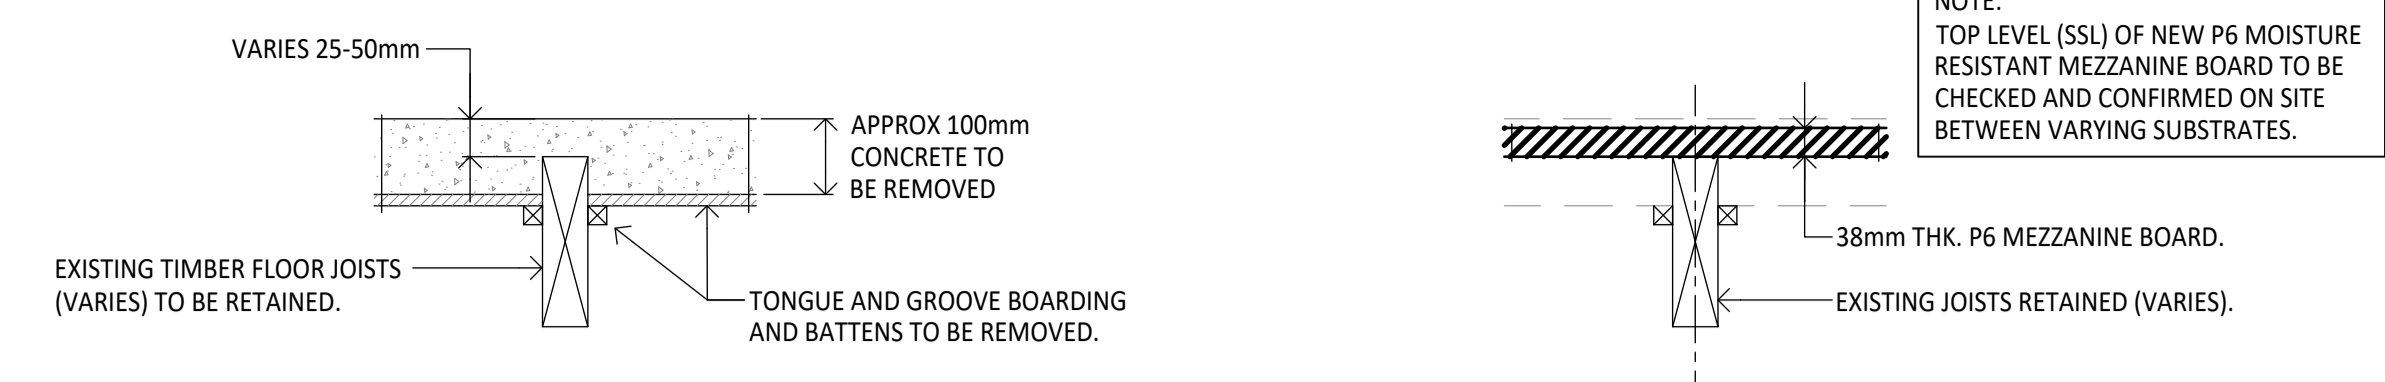 VARIES 25-50mm
APPROX 100mm
CONCRETE TO
BE REMOVED
EXISTING TIMBER FLOOR JOISTS
(VARIES) TO BE RETAINED.
TONGUE AND GROOVE BOARDING
AND BATTENS TO BE REMOVED.
NOTE:
TOP LEVEL (SSL) OF NEW P6 MOISTURE
RESISTANT MEZZANINE BOARD TO BE
CHECKED AND CONFIRMED ON SITE
BETWEEN VARYING SUBSTRATES.
38mm THK. P6 MEZZANINE BOARD.
EXISTING JOISTS RETAINED (VARIES).